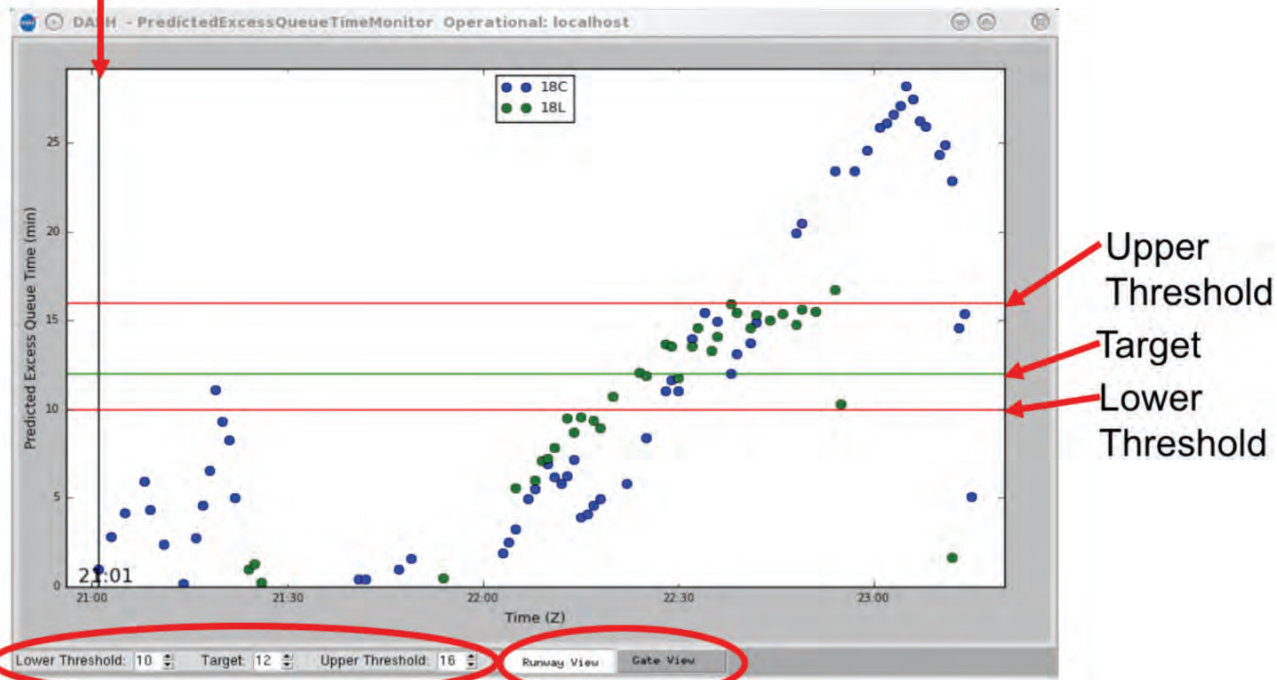 DASH - PredictedExcessQueueTimeMonitor Operational: localhost
18C
18L
25
20
15
10
5
0
Predicted Excess Queue Time (min)
21:01
21:00
21:30
22:00
22:30
23:00
Time (Z)
Upper
Threshold
Target
Lower
Threshold
Lower Threshold: 10 Target: 12 Upper Threshold: 16 Runway View Gate View